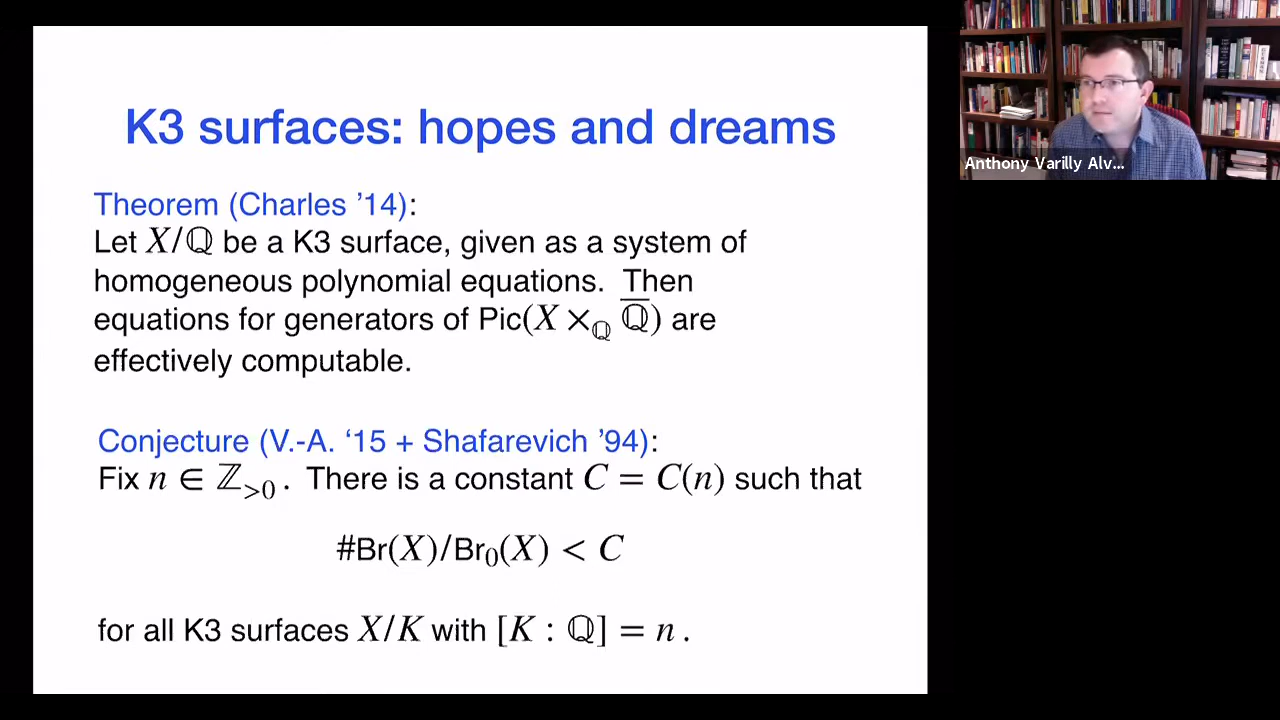 K3 surfaces: hopes and dreams
Theorem (Charles ’14):
Let X/ℚ be a K3 surface, given as a system of
homogeneous polynomial equations. Then
equations for generators of Pic(X ×_ℚ ℚ̅) are
effectively computable.
Conjecture (V.-A. ‘15 + Shafarevich ’94):
Fix n ∈ ℤ_{>0}. There is a constant C = C(n) such that
#Br(X)/Br₀(X) < C
for all K3 surfaces X/K with [K : ℚ] = n.
Anthony Varilly Alv...